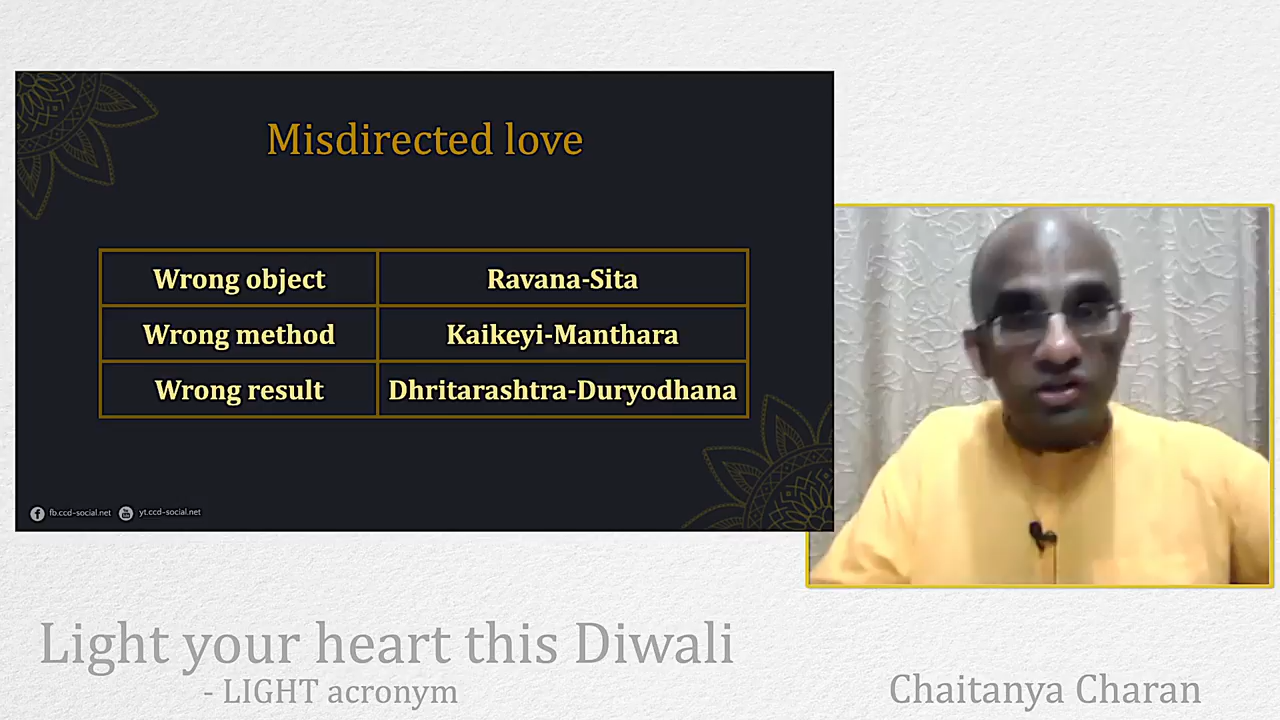 Misdirected love
Wrong object Ravana-Sita
Wrong method Kaikeyi-Manthara
Wrong result Dhritarashtra-Duryodhana
fb.ccd-social.net yt.ccd-social.net
Light your heart this Diwali
- LIGHT acronym
Chaitanya Charan